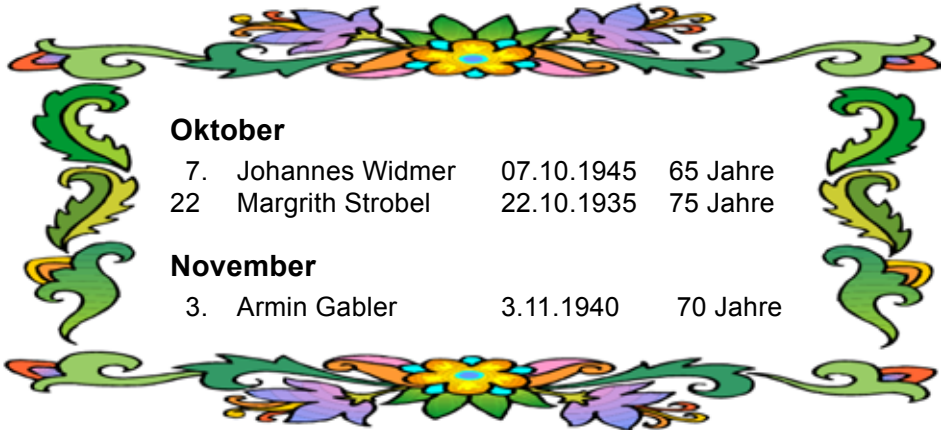 Oktober
7. Johannes Widmer 07.10.1945 65 Jahre
22 Margrith Strobel 22.10.1935 75 Jahre
November
3. Armin Gabler 3.11.1940 70 Jahre